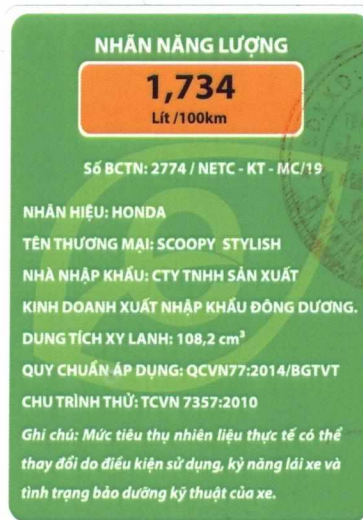 NHÃN NĂNG LƯỢNG
1,734
Lít /100km
Số BCTN: 2774 / NETC - KT - MC/19
NHÃN HIỆU: HONDA
TÊN THƯƠNG MẠI: SCOOPY STYLISH
NHÀ NHẬP KHẨU: CTY TNHH SẢN XUẤT
KINH DOANH XUẤT NHẬP KHẨU ĐÔNG DƯƠNG.
DUNG TÍCH XY LANH: 108,2 cm³
QUY CHUẨN ÁP DỤNG: QCVN77:2014/BGTVT
CHU TRÌNH THỬ: TCVN 7357:2010
Ghi chú: Mức tiêu thụ nhiên liệu thực tế có thể
thay đổi do điều kiện sử dụng, kỹ năng lái xe và
tình trạng bảo dưỡng kỹ thuật của xe.